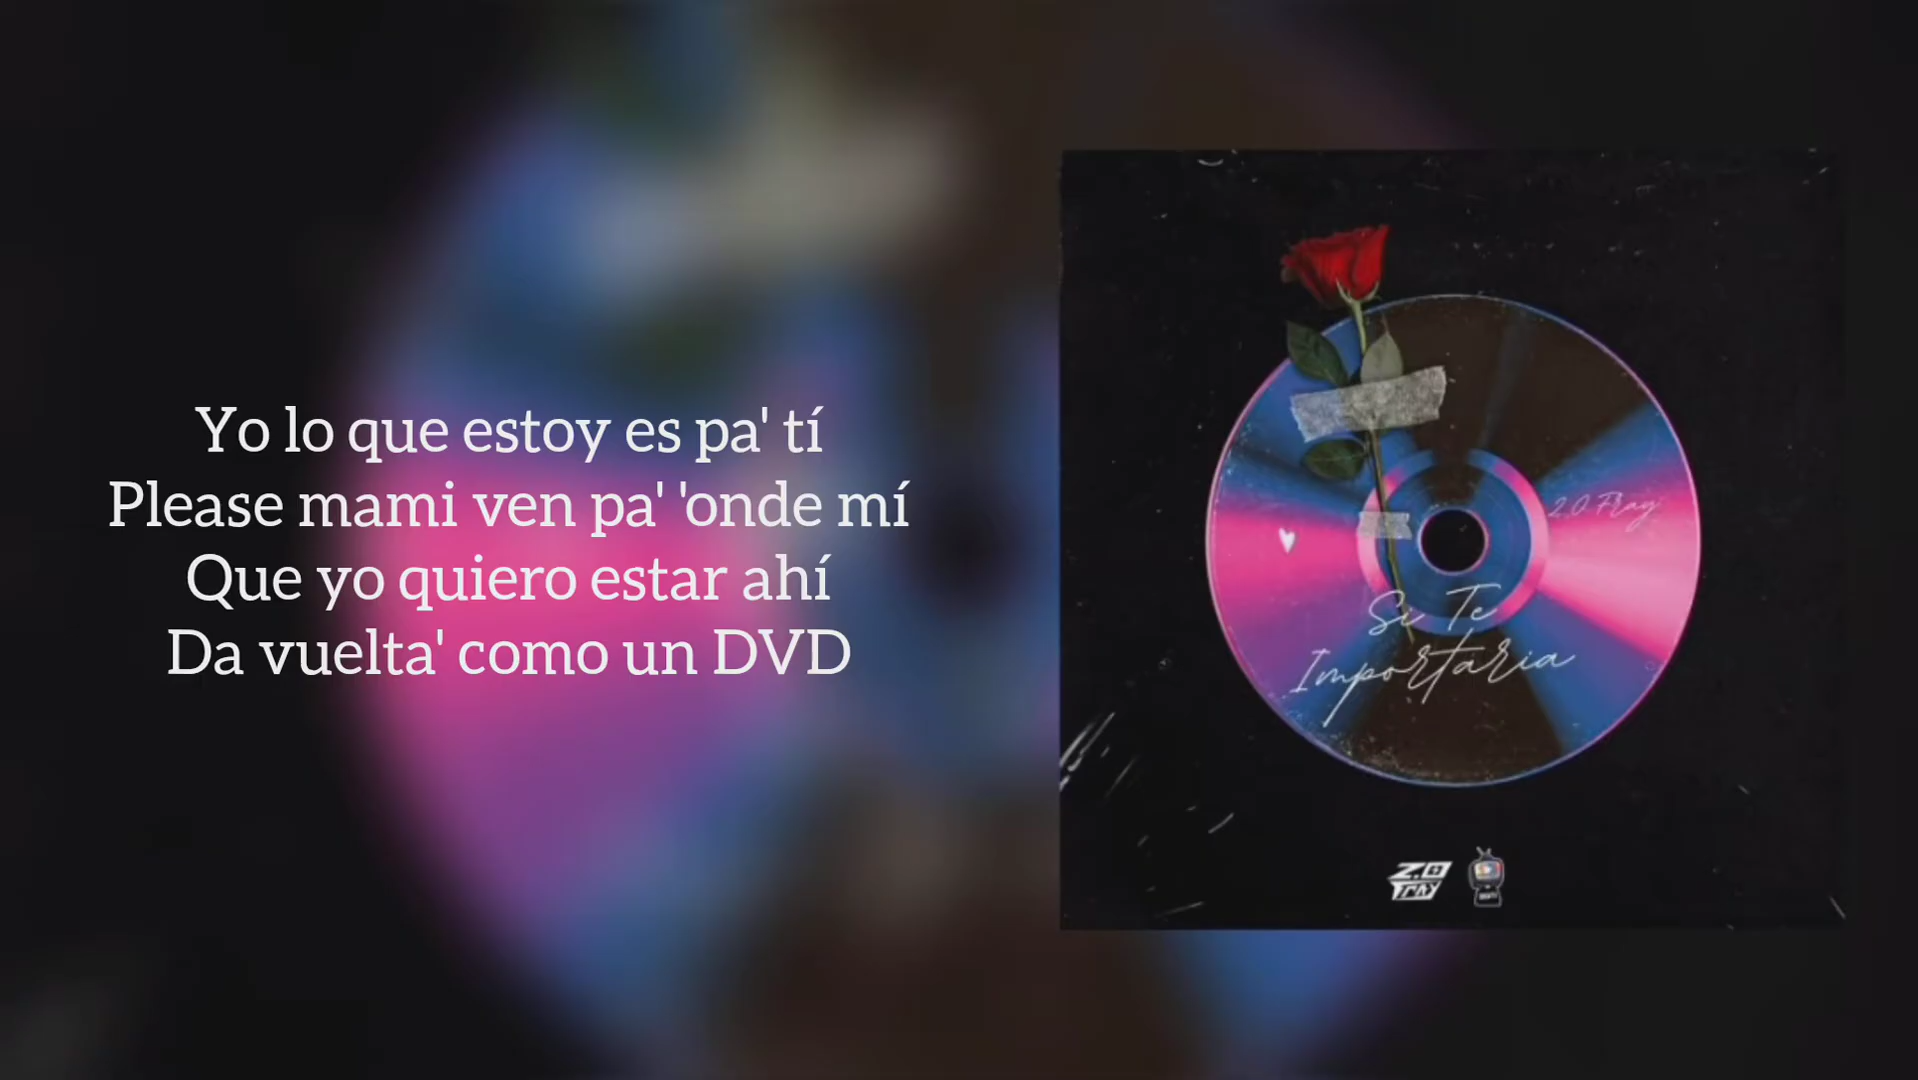 Yo lo que estoy es pa' tí
Please mami ven pa' 'onde mí
Que yo quiero estar ahí
Da vuelta' como un DVD
2.0 Fray
Si Te
Importaria
2.0
Fray